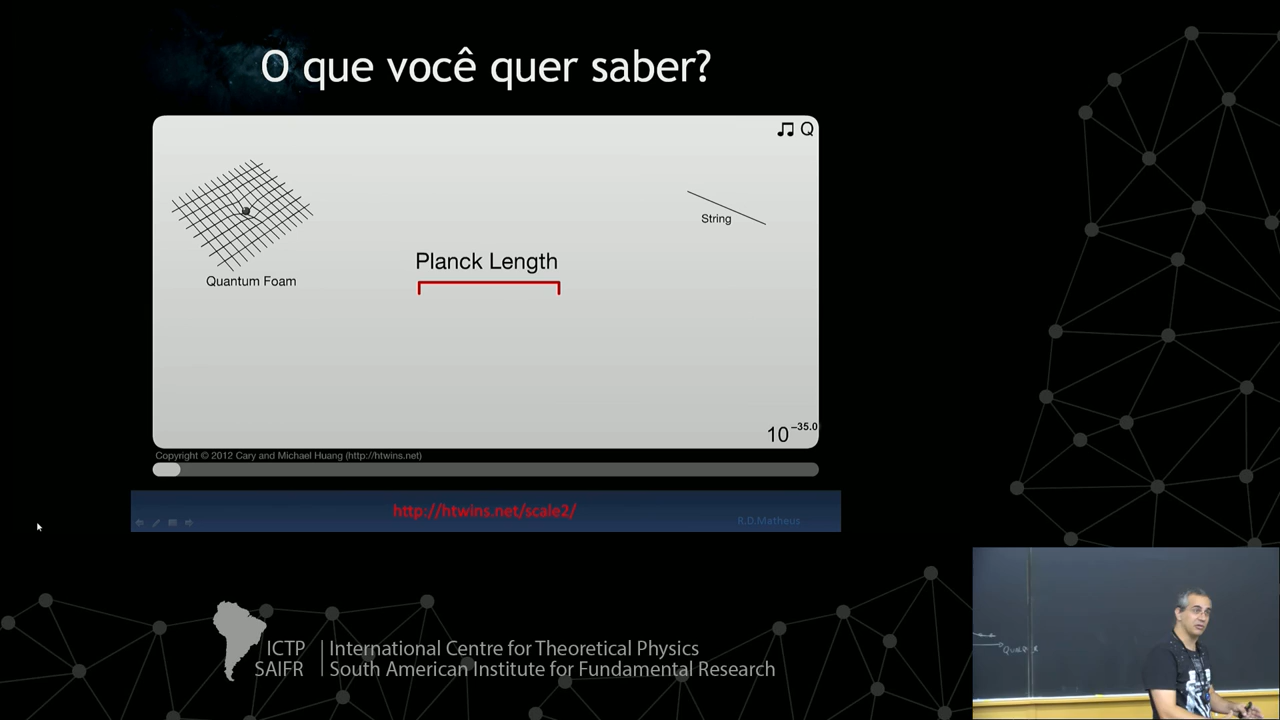 O que você quer saber?
♫ Q
String
Planck Length
Quantum Foam
10^-35.0
Copyright © 2012 Cary and Michael Huang (http://htwins.net)
http://htwins.net/scale2/
R.D.Matheus
ICTP | International Centre for Theoretical Physics
SAIFR | South American Institute for Fundamental Research